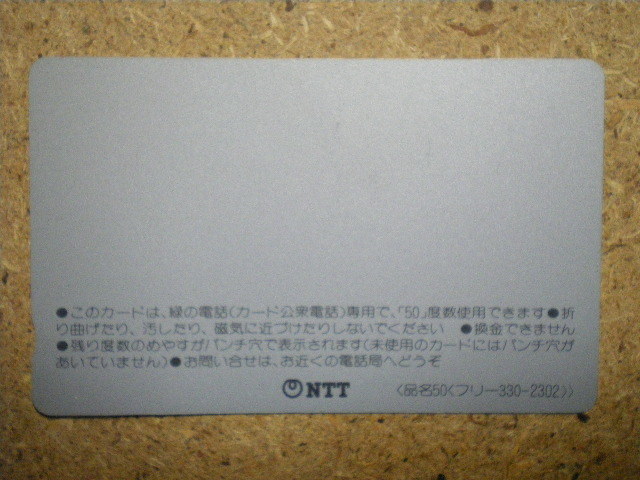 ●このカードは、緑の電話(カード公衆電話)専用で、「50」度数使用できます●折
り曲げたり、汚したり、磁気に近づけたりしないでください ●換金できません
●残り度数のめやすがパンチ穴で表示されます(未使用のカードにはパンチ穴が
あいていません)●お問い合せは、お近くの電話局へどうぞ
NTT 〈品名50〈フリー330-2302〉〉